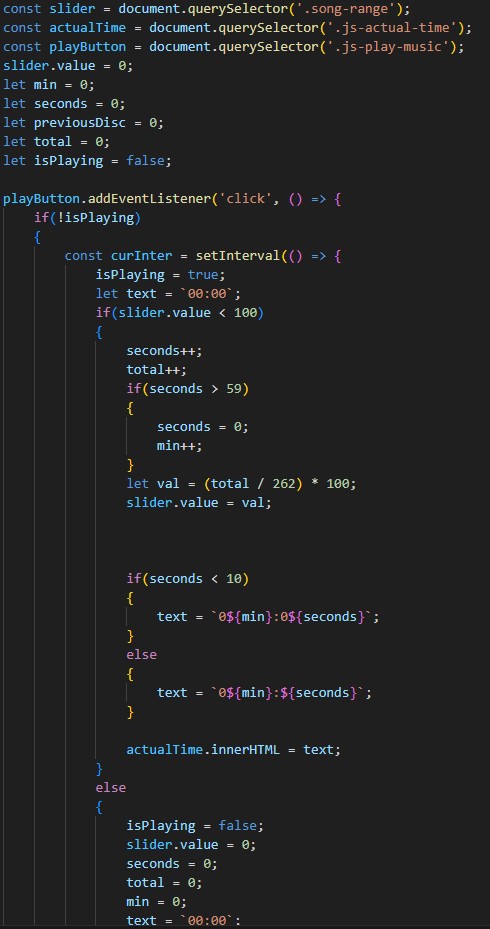 const slider = document.querySelector('.song-range');
const actualTime = document.querySelector('.js-actual-time');
const playButton = document.querySelector('.js-play-music');
slider.value = 0;
let min = 0;
let seconds = 0;
let previousDisc = 0;
let total = 0;
let isPlaying = false;

playButton.addEventListener('click', () => {
    if(!isPlaying)
    {
        const curInter = setInterval(() => {
            isPlaying = true;
            let text = `00:00`;
            if(slider.value < 100)
            {
                seconds++;
                total++;
                if(seconds > 59)
                {
                    seconds = 0;
                    min++;
                }
                let val = (total / 262) * 100;
                slider.value = val;



                if(seconds < 10)
                {
                    text = `0${min}:0${seconds}`;
                }
                else
                {
                    text = `0${min}:${seconds}`;
                }

                actualTime.innerHTML = text;
            }
            else
            {
                isPlaying = false;
                slider.value = 0;
                seconds = 0;
                total = 0;
                min = 0;
                text = `00:00`;